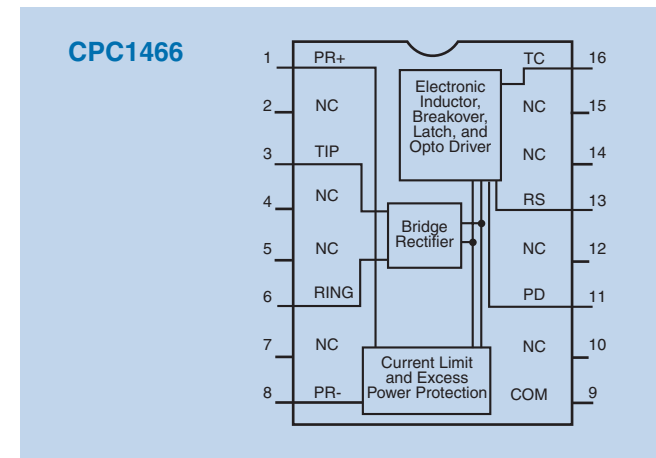 CPC1466
1 PR+
TC 16
Electronic
Inductor,
Breakover,
Latch, and
Opto Driver
2 NC
NC 15
3 TIP
NC 14
4 NC
RS 13
Bridge
Rectifier
5 NC
NC 12
6 RING
PD 11
7 NC
NC 10
Current Limit
and Excess
Power Protection
8 PR-
COM 9